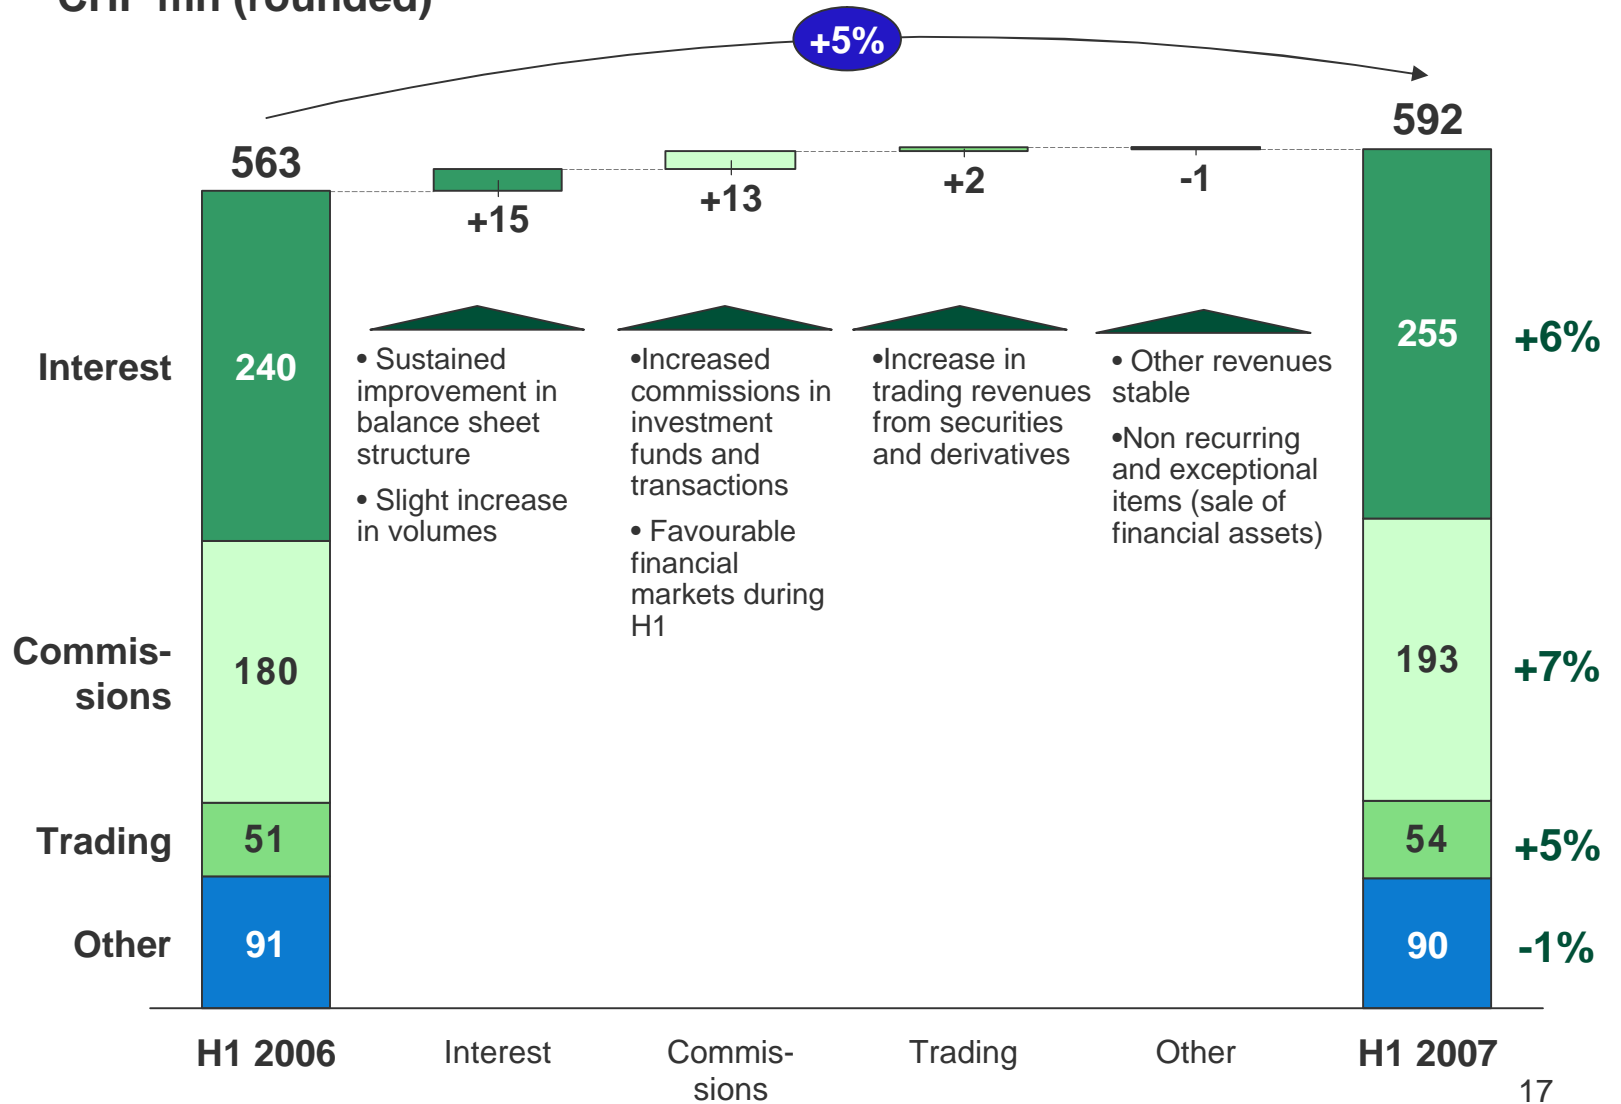 CHF mn (rounded)
+5%
563
592
+15
+13
+2
-1
Interest
240
255
+6%
• Sustained
improvement in
balance sheet
structure
• Slight increase
in volumes
•Increased
commissions in
investment
funds and
transactions
• Favourable
financial
markets during
H1
•Increase in
trading revenues
from securities
and derivatives
• Other revenues
stable
•Non recurring
and exceptional
items (sale of
financial assets)
Commis-
sions
180
193
+7%
Trading
51
54
+5%
Other
91
90
-1%
H1 2006
Interest
Commis-
sions
Trading
Other
H1 2007
17